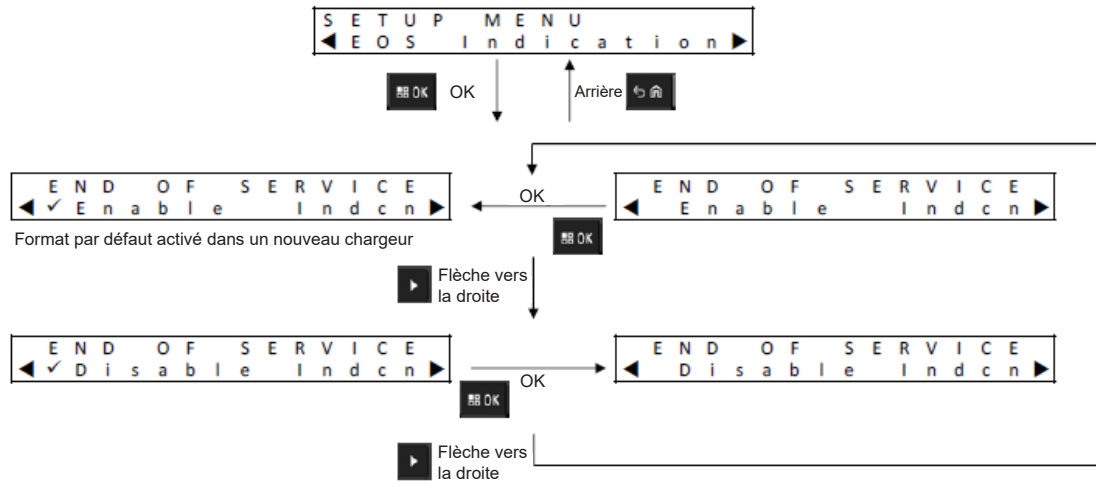 SETUP MENU
◀EOS Indication▶
OK
OK
Arrière
END OF SERVICE
◀✓Enable Indcn▶
OK
END OF SERVICE
◀ Enable Indcn▶
Format par défaut activé dans un nouveau chargeur
OK
Flèche vers
la droite
END OF SERVICE
◀✓Disable Indcn▶
OK
OK
END OF SERVICE
◀ Disable Indcn▶
Flèche vers
la droite